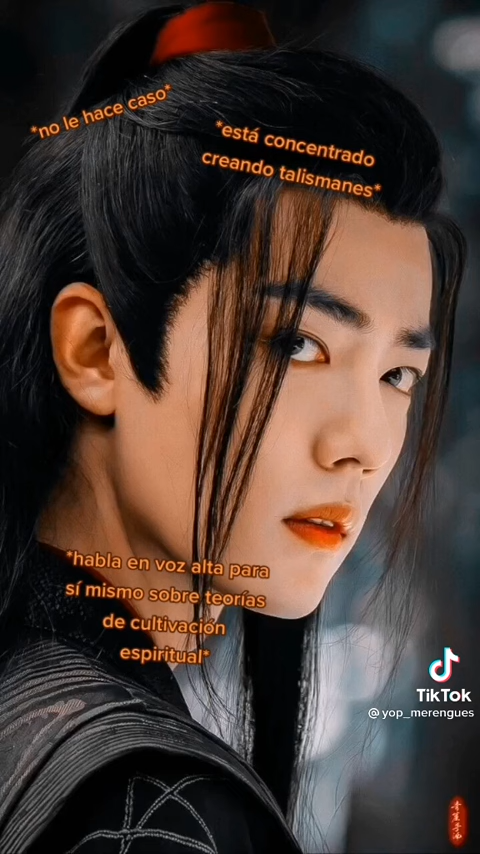 *no le hace caso*
*está concentrado
creando talismanes*
*habla en voz alta para
sí mismo sobre teorías
de cultivación
espiritual*
TikTok
@yop_merengues